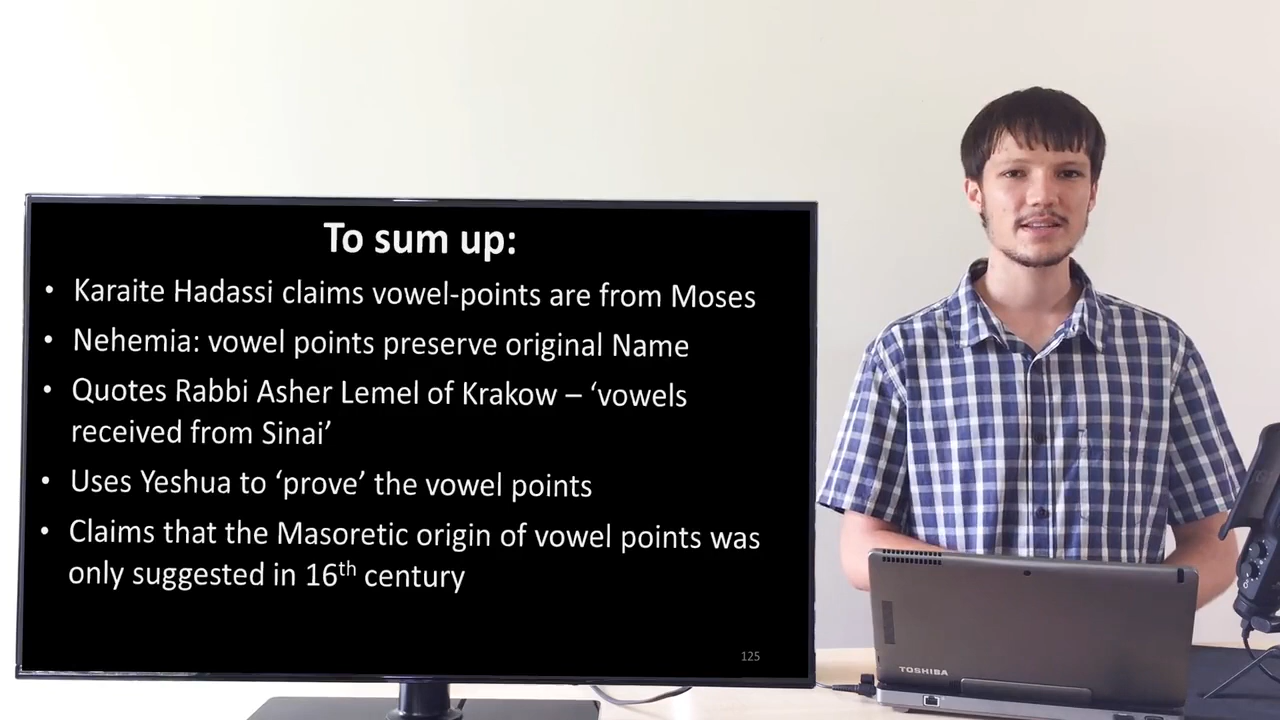 To sum up:
• Karaite Hadassi claims vowel-points are from Moses
• Nehemia: vowel points preserve original Name
• Quotes Rabbi Asher Lemel of Krakow – ‘vowels
received from Sinai’
• Uses Yeshua to ‘prove’ the vowel points
• Claims that the Masoretic origin of vowel points was
only suggested in 16th century
125
TOSHIBA